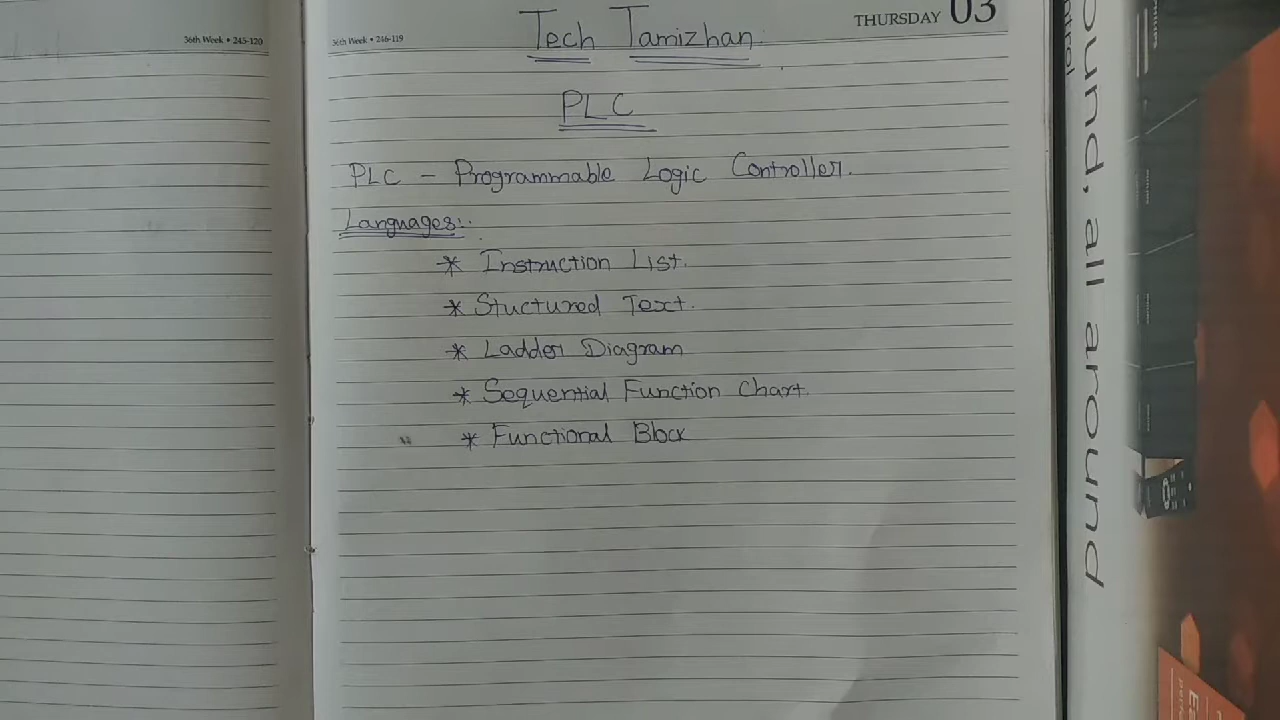 36th Week • 245-120
36th Week • 246-119
THURSDAY 03
Tech Tamizhan
PLC
PLC - Programmable Logic Controller.
Languages:-
* Instruction List.
* Stuctured Text.
* Ladder Diagram
* Sequential Function Chart.
* Functional Block
ound, all around